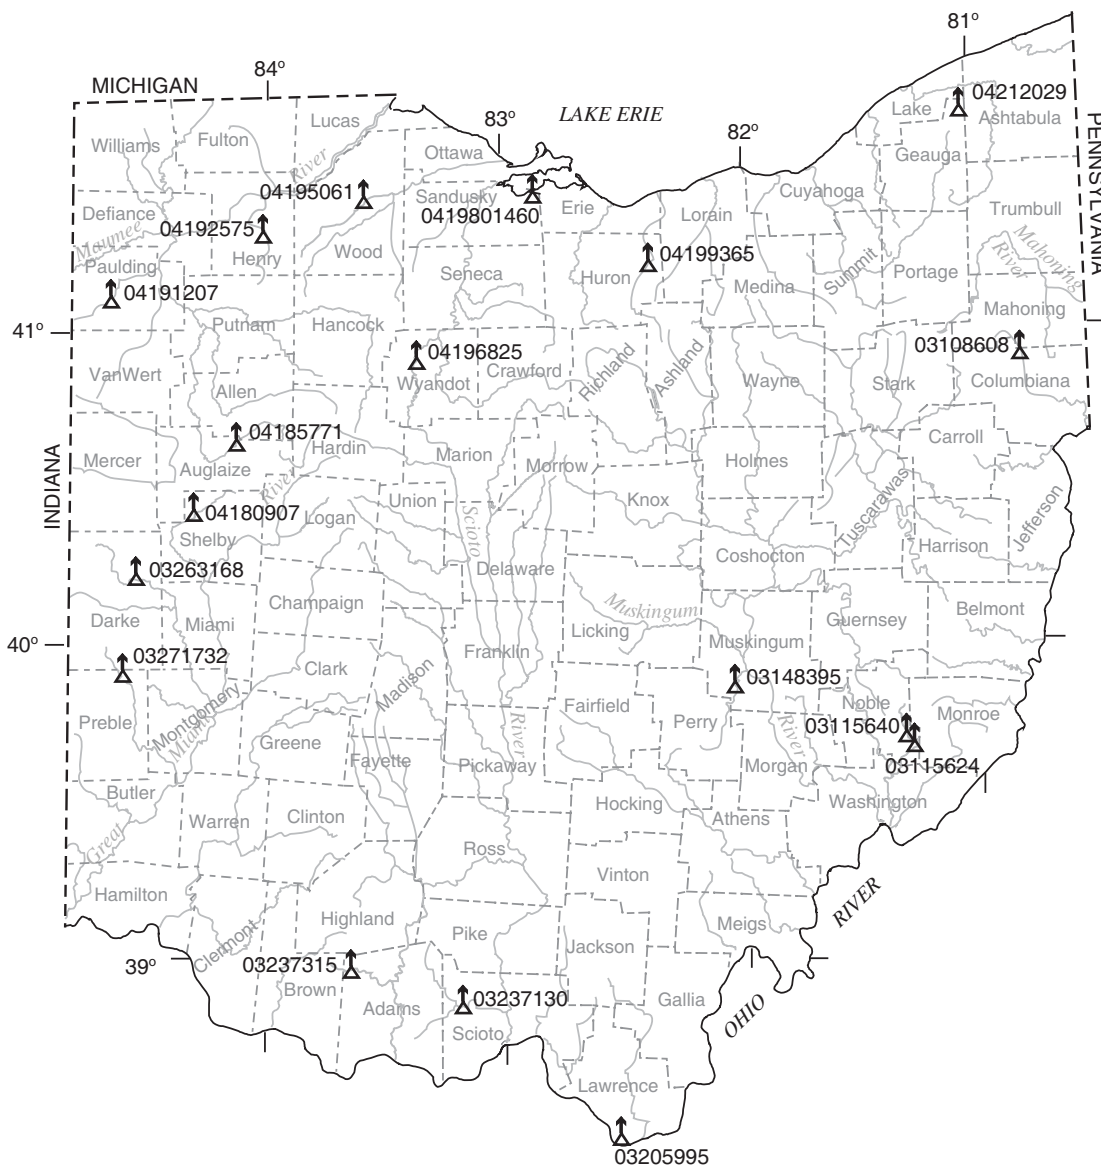 81°
84°
MICHIGAN
LAKE ERIE
04212029
Lake
Ashtabula
Lucas
83°
82°
Fulton
Williams
Ottawa
Geauga
PENNSYLVANIA
River
04195061
Sandusky
Cuyahoga
0419801460
Erie
Lorain
Trumbull
Defiance
04192575
Maumee
Wood
04199365
Mahoning
River
Paulding
Henry
Seneca
Huron
Medina
Summit
Portage
04191207
Mahoning
41°
Putnam
Hancock
04196825
03108608
VanWert
Wyandot
Crawford
Richland
Ashland
Wayne
Stark
Columbiana
Allen
04185771
Hardin
Marion
Morrow
Carroll
Mercer
Auglaize
Holmes
INDIANA
River
Union
Knox
Tuscarawas
Jefferson
04180907
Logan
Scioto
Shelby
Coshocton
Harrison
03263168
Delaware
Champaign
Muskingum
Belmont
Darke
Miami
Licking
Guernsey
40°
Muskingum
03271732
Clark
Madison
Franklin
03148395
Montgomery
Fairfield
Noble
Preble
Miami
River
Perry
River
03115640
Monroe
Greene
Fayette
Pickaway
Morgan
03115624
Butler
Hocking
Washington
Warren
Clinton
Athens
Great
Ross
Vinton
Hamilton
RIVER
Highland
Meigs
Clermont
Pike
Jackson
39°
03237315
Brown
03237130
Gallia
Adams
OHIO
Scioto
Lawrence
03205995